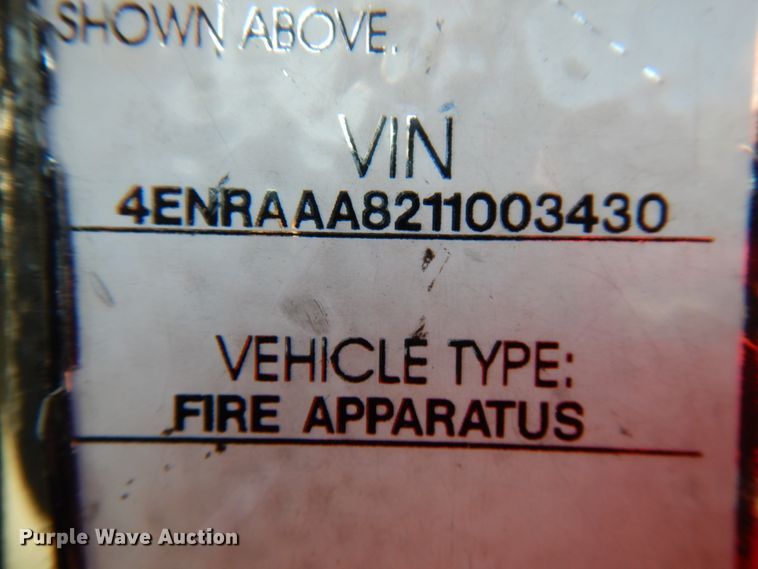 SHOWN ABOVE.
VIN
4ENRAAA8211003430
VEHICLE TYPE:
FIRE APPARATUS
Purple Wave Auction